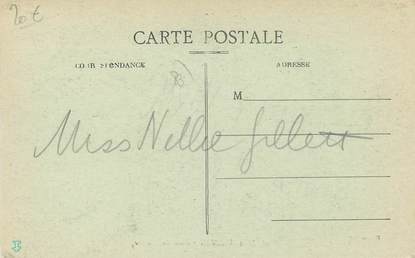 20 €
CARTE POSTALE
CORRESPONDANCE
ADRESSE
M
Miss Nellie Gillett